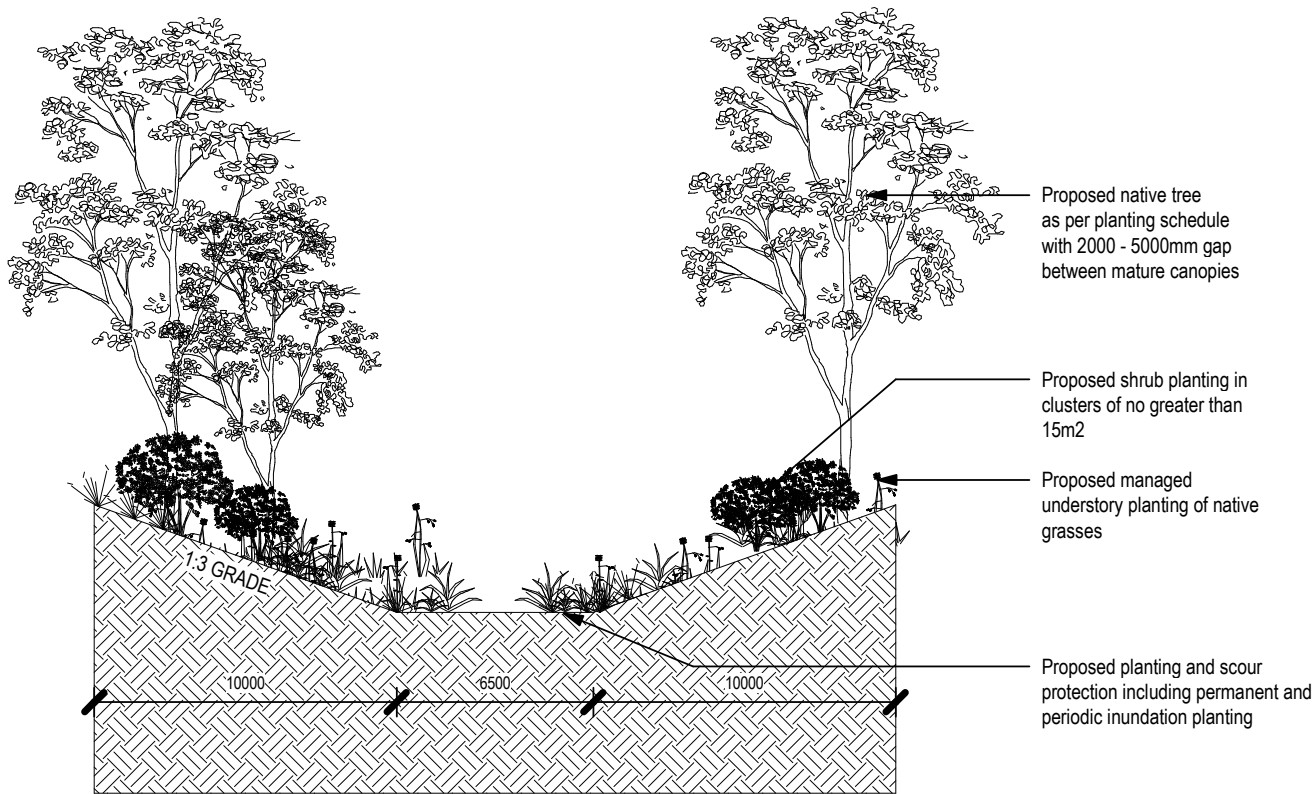 Proposed native tree
as per planting schedule
with 2000 - 5000mm gap
between mature canopies
Proposed shrub planting in
clusters of no greater than
15m2
Proposed managed
understory planting of native
grasses
1:3 GRADE
Proposed planting and scour
protection including permanent and
periodic inundation planting
10000
6500
10000